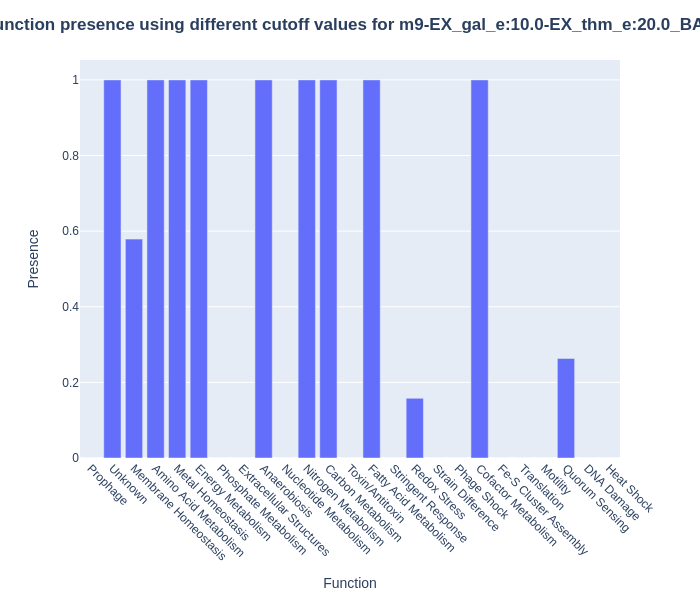 unction presence using different cutoff values for m9-EX_gal_e:10.0-EX_thm_e:20.0_BA
1
0.8
0.6
0.4
0.2
0
Presence
Prophage
Unknown
Membrane Homeostasis
Amino Acid Metabolism
Metal Homeostasis
Energy Metabolism
Phosphate Metabolism
Extracellular Structures
Anaerobiosis
Nucleotide Metabolism
Nitrogen Metabolism
Carbon Metabolism
Toxin/Antitoxin
Fatty Acid Metabolism
Stringent Response
Redox Stress
Strain Difference
Phage Shock
Cofactor Metabolism
Fe-S Cluster Assembly
Translation
Motility
Quorum Sensing
DNA Damage
Heat Shock
Function